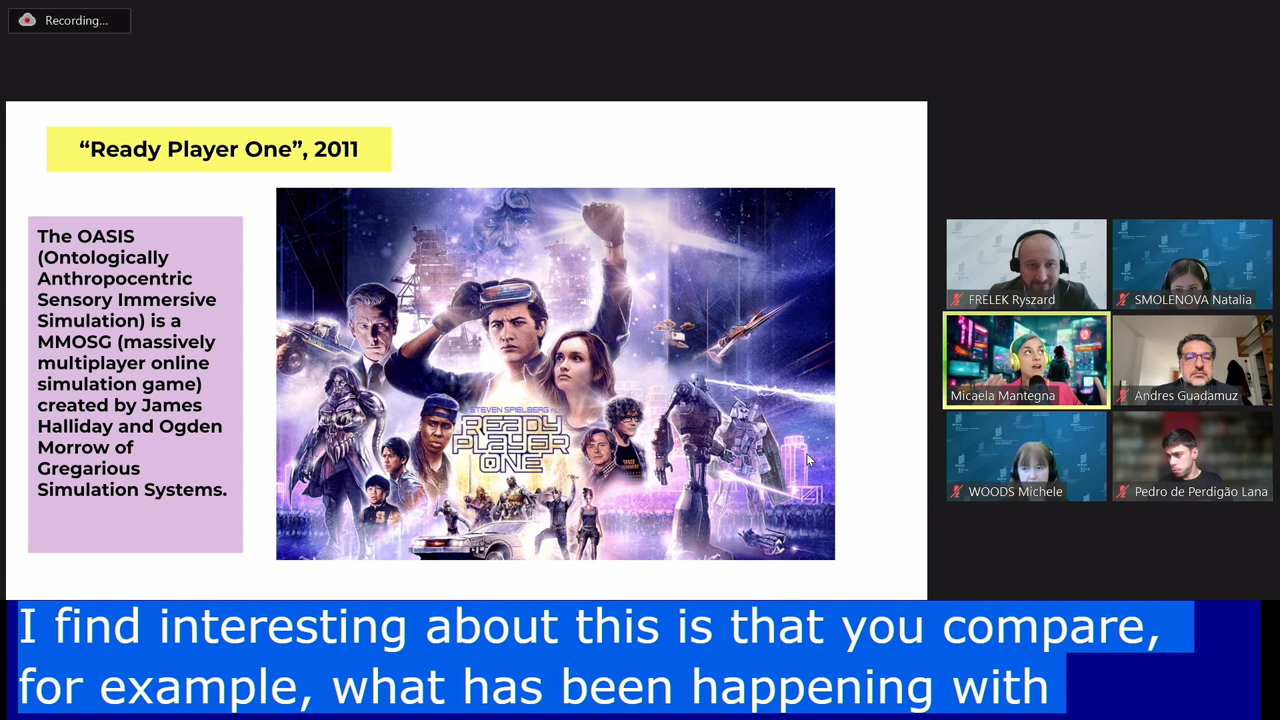 Recording...
“Ready Player One”, 2011
The OASIS
(Ontologically
Anthropocentric
Sensory Immersive
Simulation) is a
MMOSG (massively
multiplayer online
simulation game)
created by James
Halliday and Ogden
Morrow of
Gregarious
Simulation Systems.
STEVEN SPIELBERG
READY
PLAYER
ONE
FRELEK Ryszard
SMOLENOVA Natalia
Micaela Mantegna
Andres Guadamuz
WOODS Michele
Pedro de Perdigão Lana
I find interesting about this is that you compare,
for example, what has been happening with